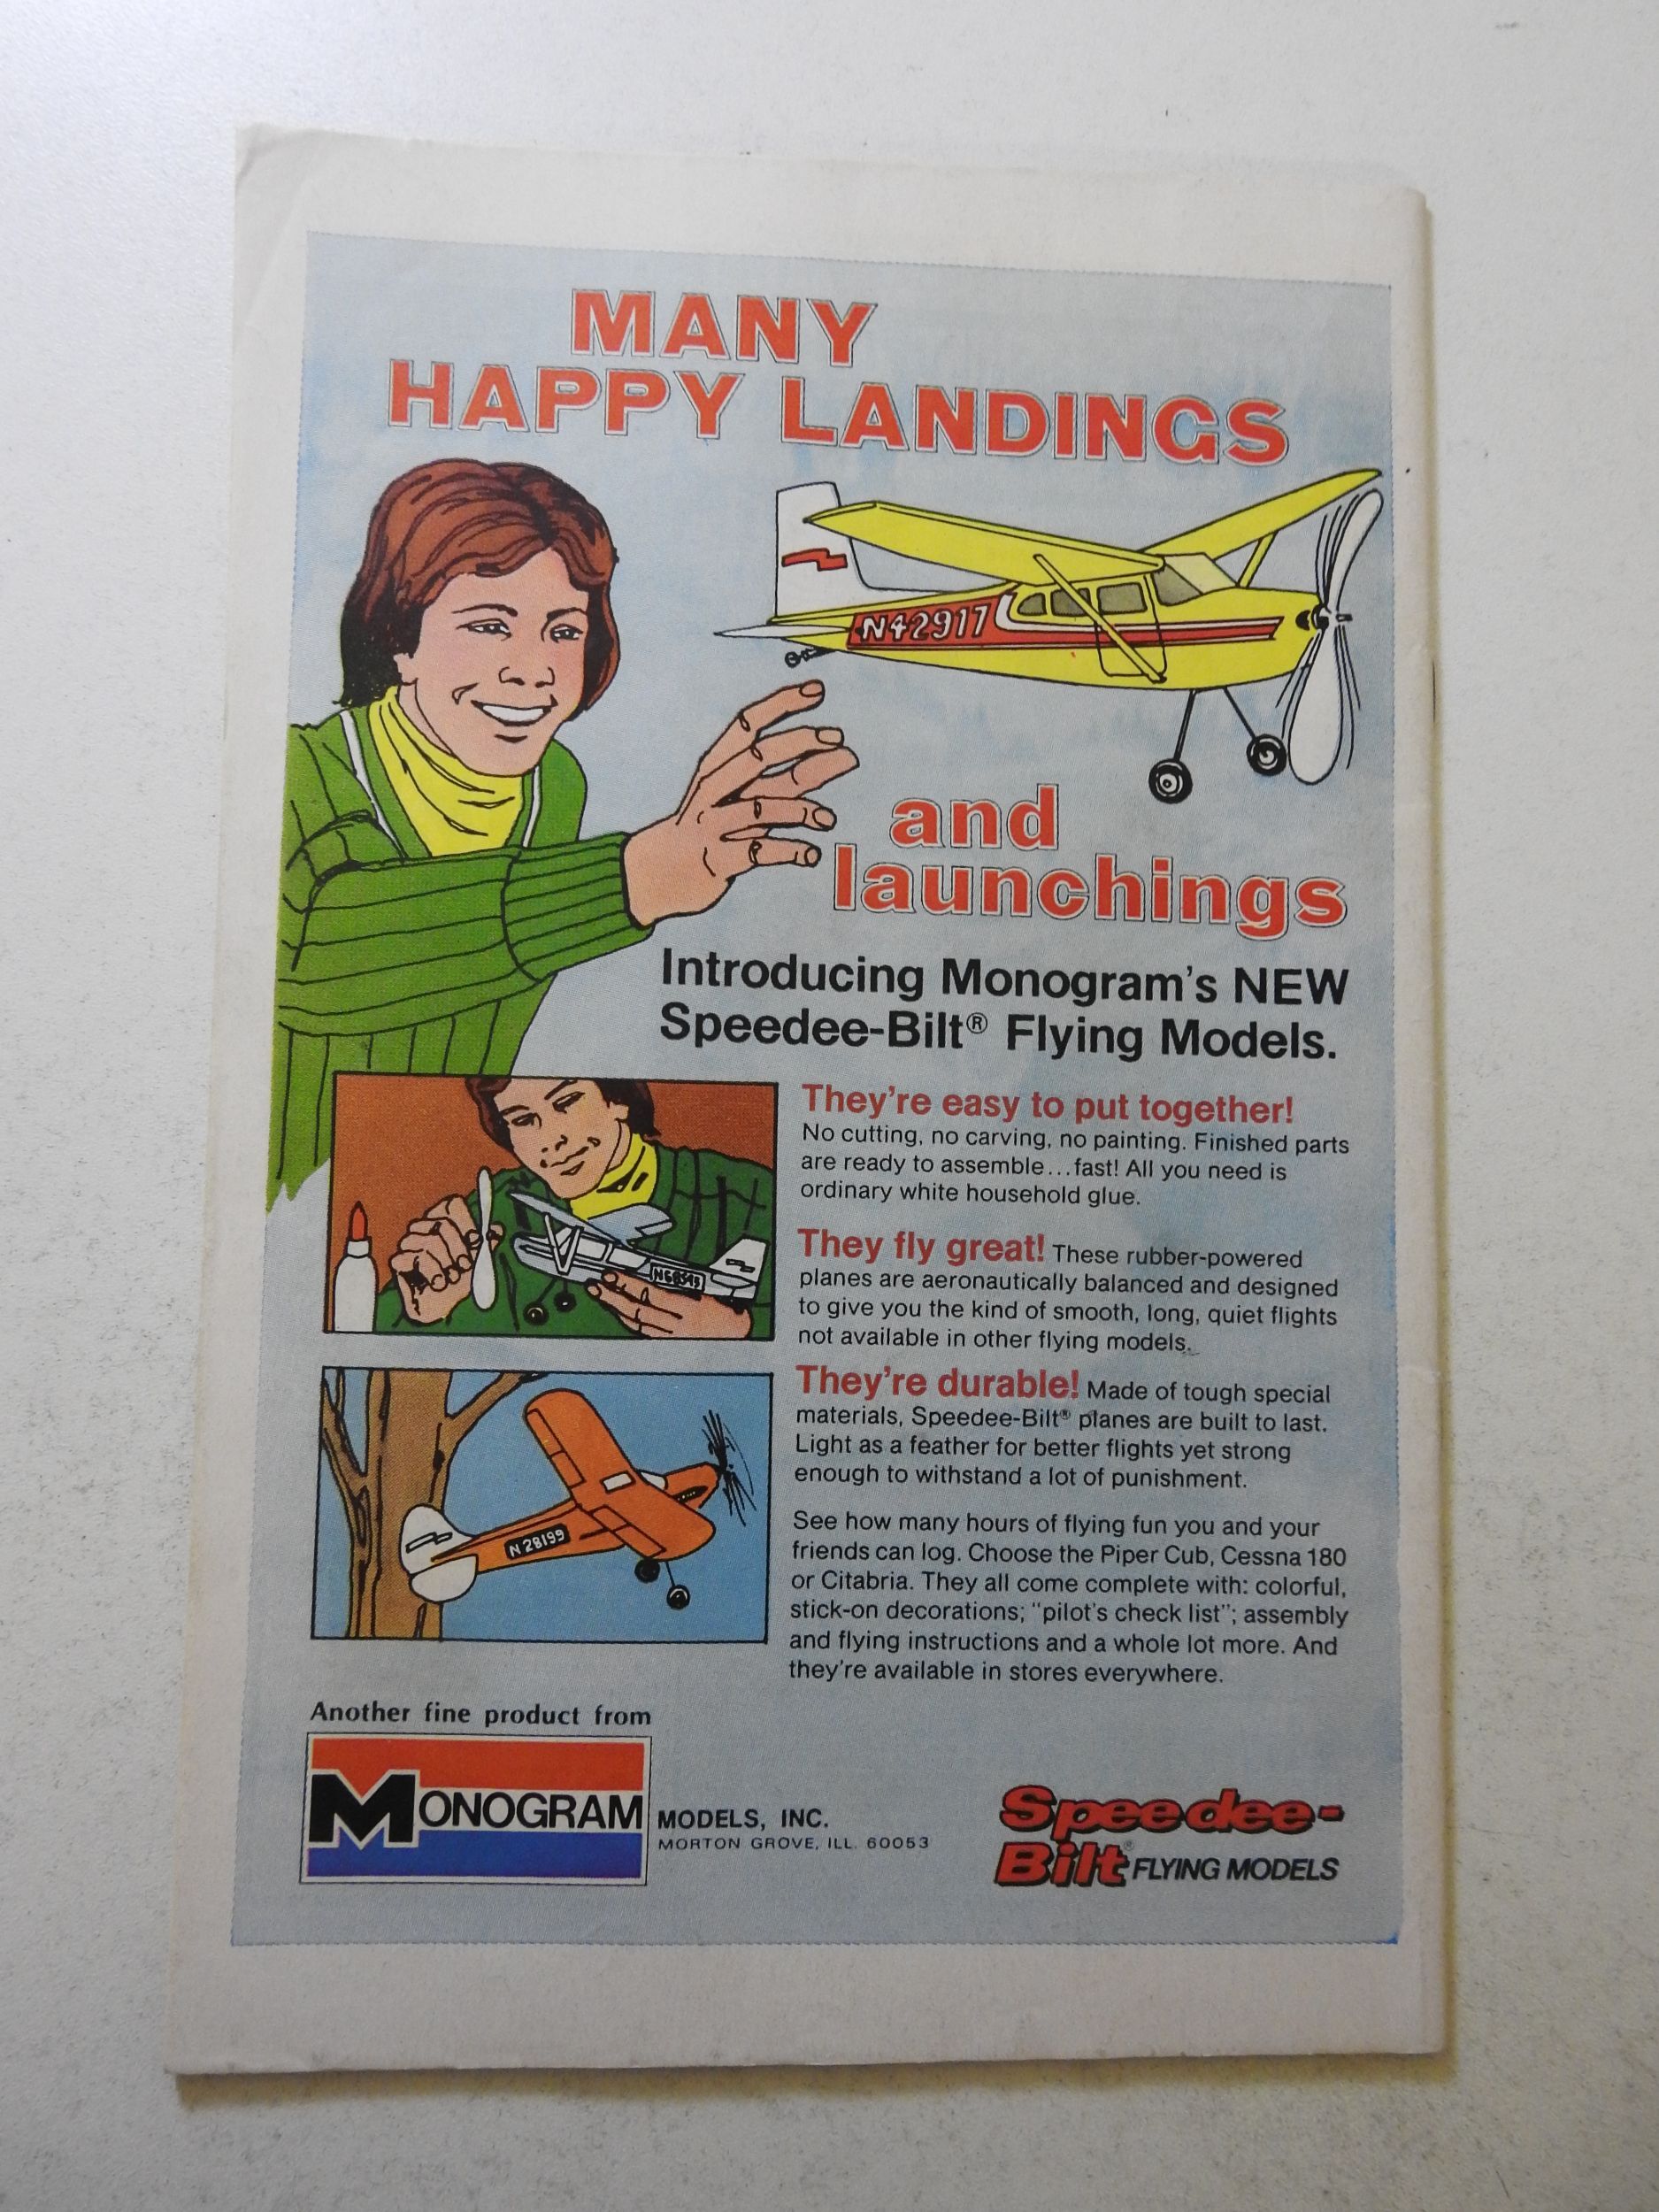 MANY
HAPPY LANDINGS
N42917
and
launchings
Introducing Monogram's NEW
Speedee-Bilt® Flying Models.
They're easy to put together!
No cutting, no carving, no painting. Finished parts
are ready to assemble...fast! All you need is
ordinary white household glue.
They fly great! These rubber-powered
planes are aeronautically balanced and designed
to give you the kind of smooth, long, quiet flights
not available in other flying models.
They're durable! Made of tough special
materials, Speedee-Bilt® planes are built to last.
Light as a feather for better flights yet strong
enough to withstand a lot of punishment.
N28199
See how many hours of flying fun you and your
friends can log. Choose the Piper Cub, Cessna 180
or Citabria. They all come complete with: colorful,
stick-on decorations; "pilot's check list"; assembly
and flying instructions and a whole lot more. And
they're available in stores everywhere.
Another fine product from
MONOGRAM MODELS, INC.
MORTON GROVE, ILL. 60053
Speedee-
Bilt® FLYING MODELS